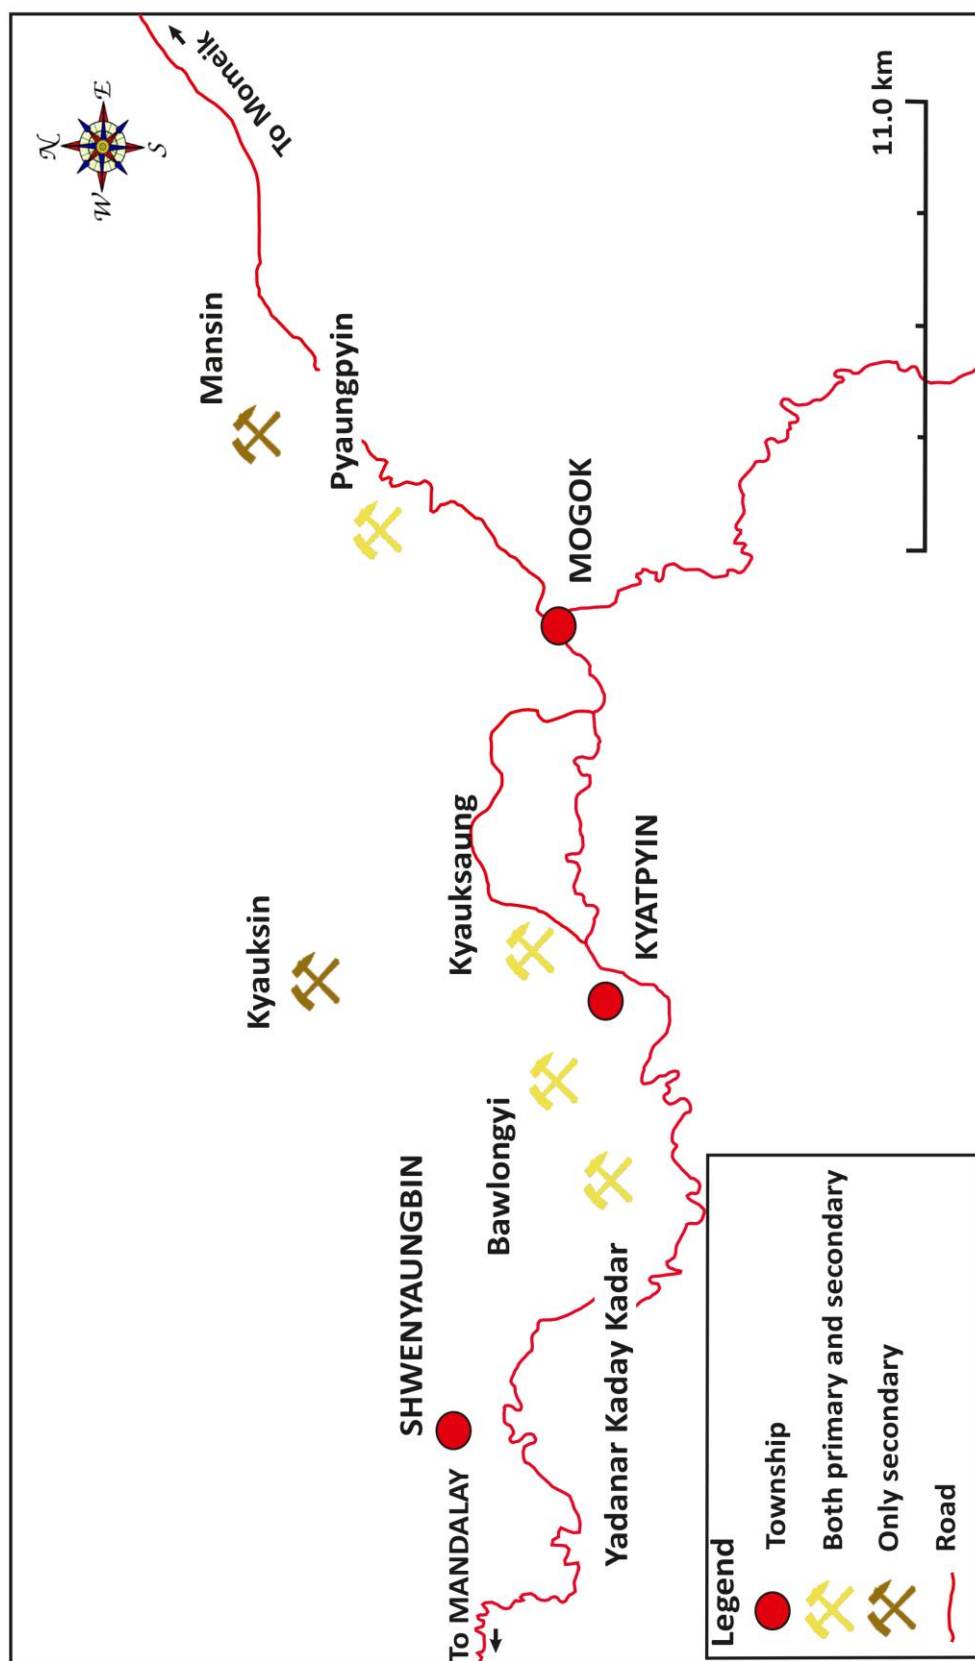 N
W
E
S
To Momeik
Mansin
Pyaungpyin
MOGOK
Kyauksin
Kyauksaung
KYATPYIN
Bawlongyi
SHWENYAUNGBIN
Yadanar Kaday Kadar
To MANDALAY
11.0 km
Legend
Township
Both primary and secondary
Only secondary
Road